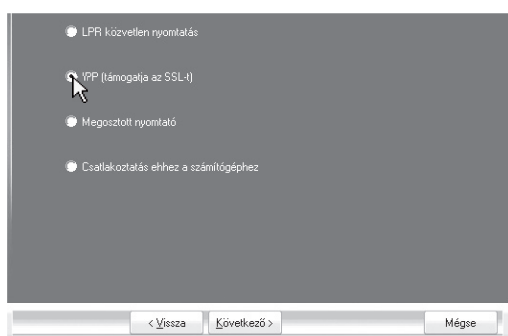 LPR közvetlen nyomtatás
IPP (támogatja az SSL-t)
Megosztott nyomtató
Csatlakoztatás ehhez a számítógéphez
< Vissza Következő > Mégse